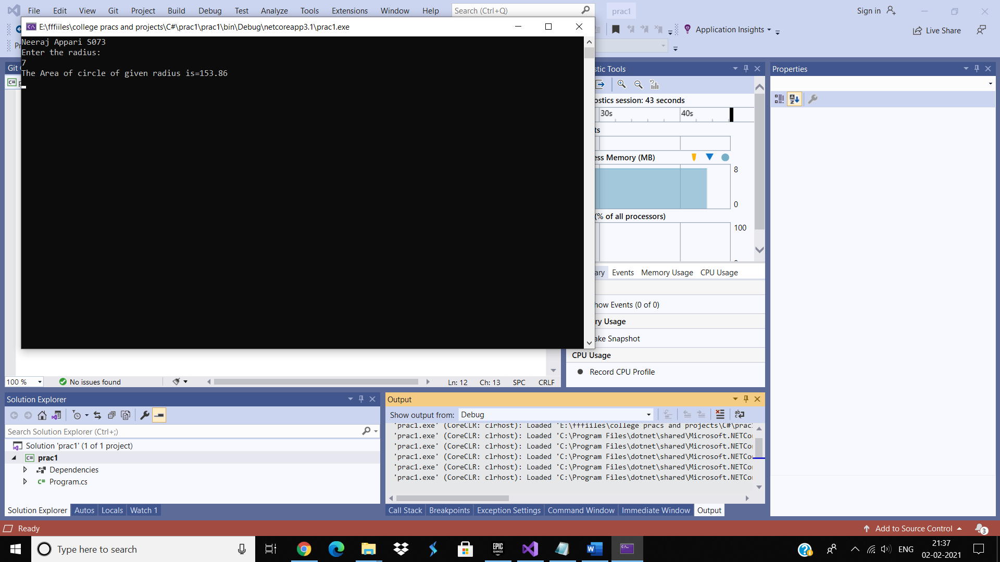 File Edit View Git Project Build Debug Test Analyze Tools Extensions Window Help Search (Ctrl+Q) prac1 Sign in
E:\fffiiles\college pracs and projects\C#\prac1\prac1\bin\Debug\netcoreapp3.1\prac1.exe
Application Insights Live Share
Neeraj Appari S073
Enter the radius:
7
The Area of circle of given radius is=153.86
Git
stic Tools
ostics session: 43 seconds
30s 40s
ts
ess Memory (MB)
8
0
(% of all processors)
100
ary Events Memory Usage CPU Usage
how Events (0 of 0)
ry Usage
ake Snapshot
CPU Usage
Record CPU Profile
Properties
100 % No issues found Ln: 12 Ch: 13 SPC CRLF
Solution Explorer
Search Solution Explorer (Ctrl+;)
Solution 'prac1' (1 of 1 project)
C# prac1
Dependencies
C# Program.cs
Solution Explorer Autos Locals Watch 1
Output
Show output from: Debug
'prac1.exe' (CoreCLR: clrhost): Loaded 'E:\fffiiles\college pracs and projects\C#\prac
'prac1.exe' (CoreCLR: clrhost): Loaded 'C:\Program Files\dotnet\shared\Microsoft.NETCo
'prac1.exe' (CoreCLR: clrhost): Loaded 'C:\Program Files\dotnet\shared\Microsoft.NETCo
'prac1.exe' (CoreCLR: clrhost): Loaded 'C:\Program Files\dotnet\shared\Microsoft.NETCo
'prac1.exe' (CoreCLR: clrhost): Loaded 'C:\Program Files\dotnet\shared\Microsoft.NETCo
'prac1.exe' (CoreCLR: clrhost): Loaded 'C:\Program Files\dotnet\shared\Microsoft.NETCo
Call Stack Breakpoints Exception Settings Command Window Immediate Window Output
Ready Add to Source Control 3
Type here to search EPIC GAMES ENG
21:37
02-02-2021